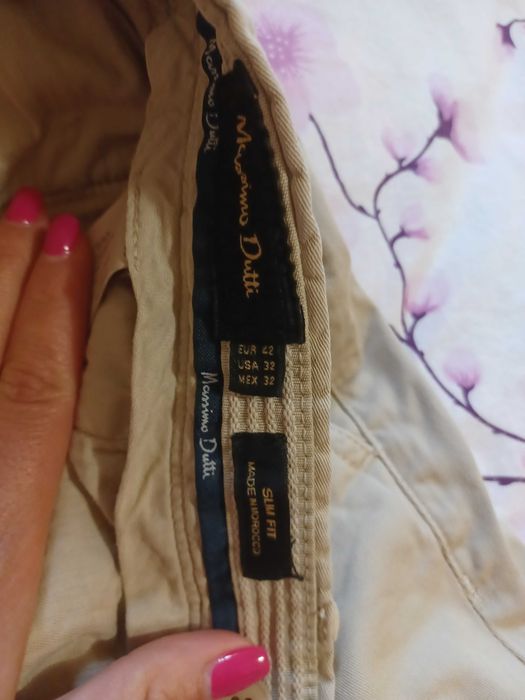 Massimo Dutti
Massimo Dutti
EUR 42
USA 32
MEX 32
Massimo Dutti
SLIM FIT
MADE IN MOROCCO